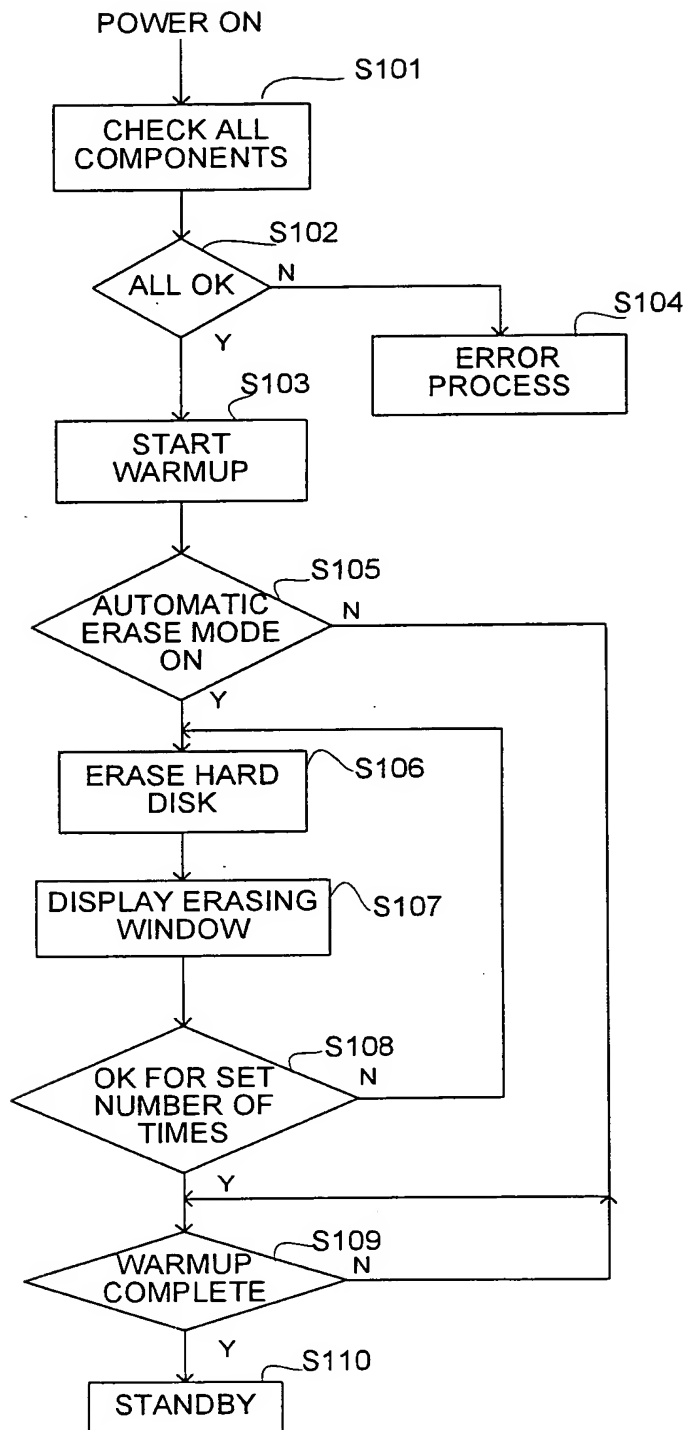 POWER ON
S101
CHECK ALL
COMPONENTS
S102
ALL OK
N
Y
S104
ERROR
PROCESS
S103
START
WARMUP
S105
AUTOMATIC
ERASE MODE
ON
N
Y
ERASE HARD
DISK
S106
DISPLAY ERASING
WINDOW
S107
S108
OK FOR SET
NUMBER OF
TIMES
N
Y
S109
WARMUP
COMPLETE
N
Y
S110
STANDBY